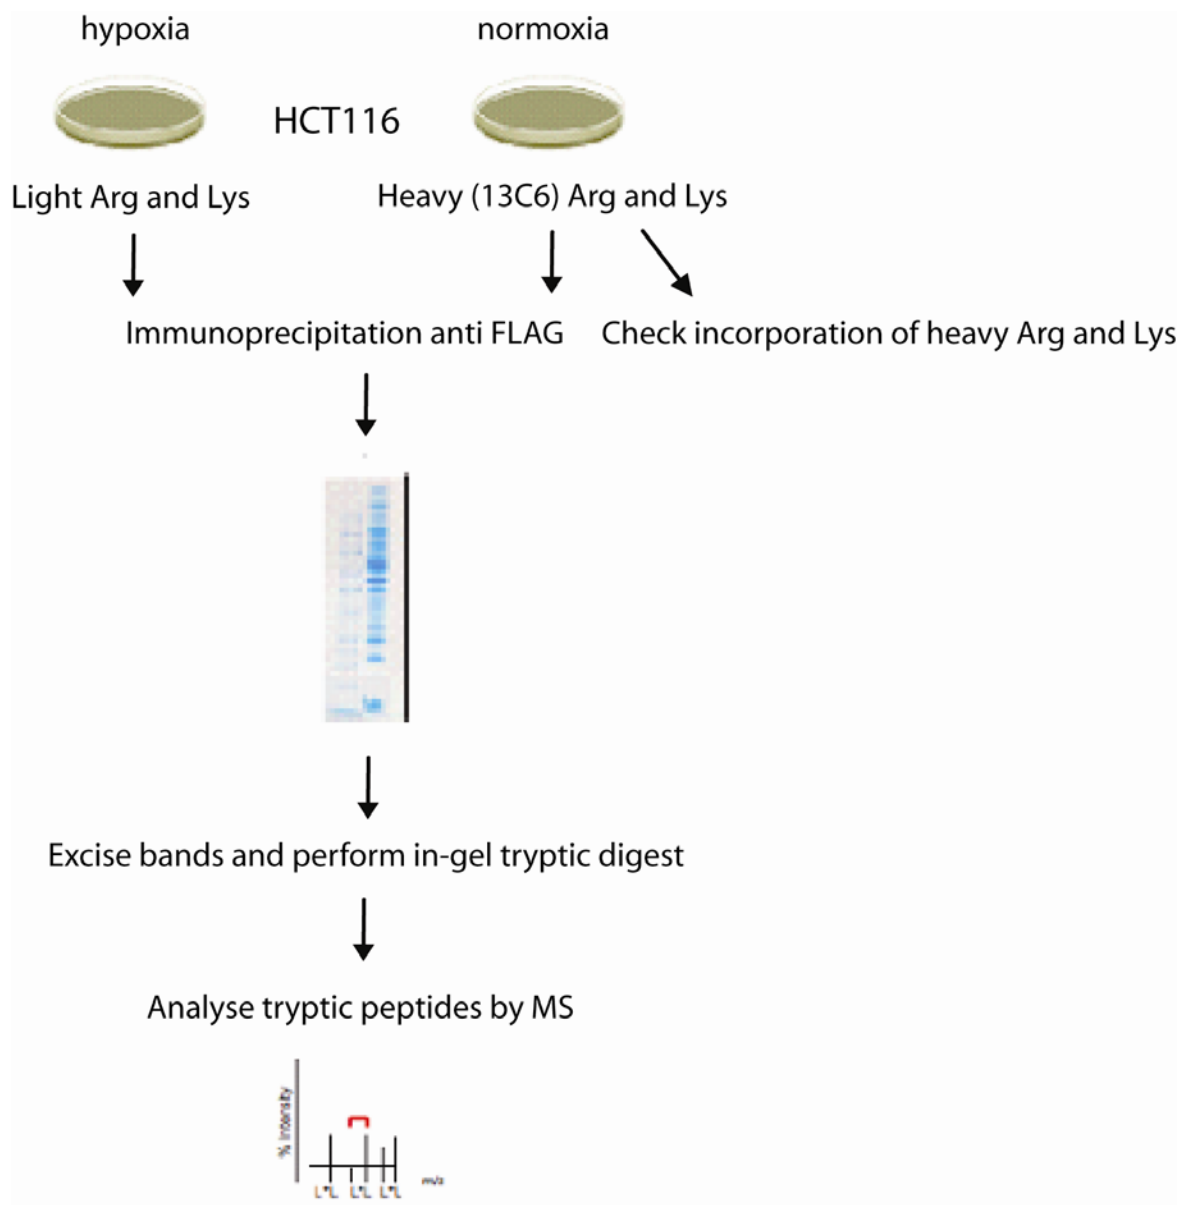 hypoxia
normoxia
HCT116
Light Arg and Lys
Heavy (13C6) Arg and Lys
Immunoprecipitation anti FLAG
Check incorporation of heavy Arg and Lys
Excise bands and perform in-gel tryptic digest
Analyse tryptic peptides by MS
% Intensity
L*L L*L L*L
m/z